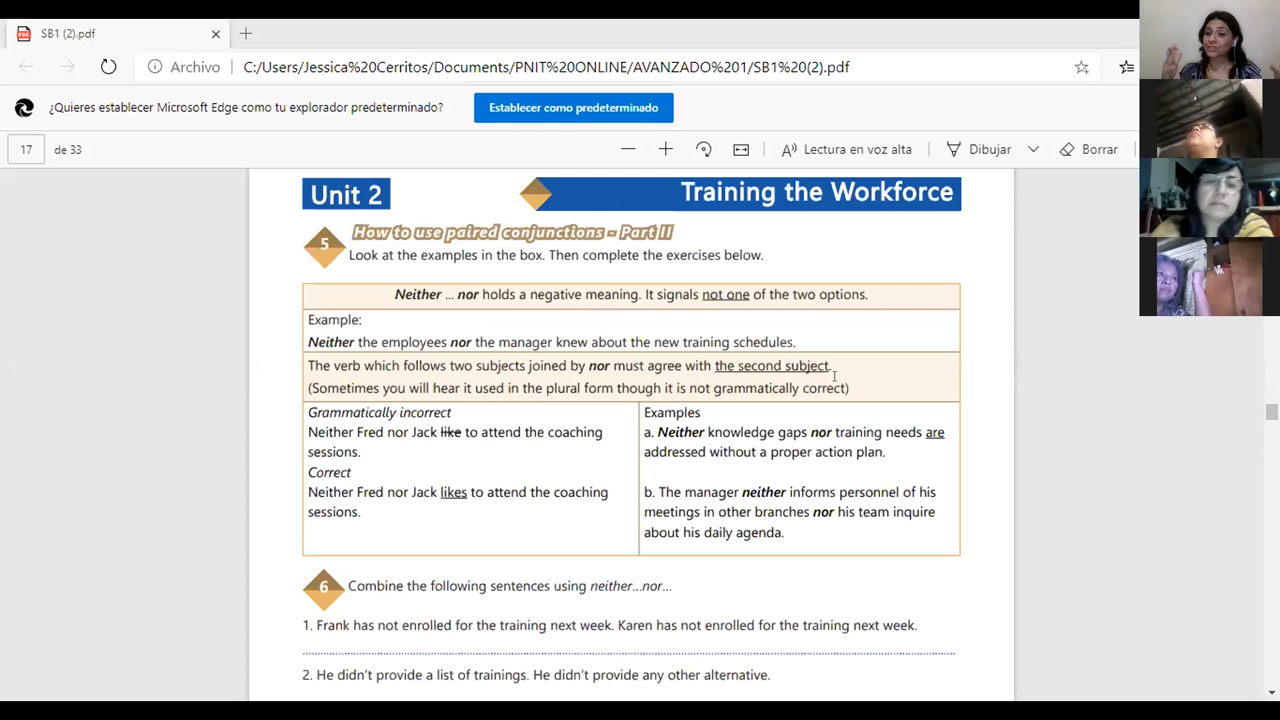 SB1 (2).pdf
Archivo
C:/Users/Jessica%20Cerritos/Documents/PNIT%20ONLINE/AVANZADO%201/SB1%20(2).pdf
¿Quieres establecer Microsoft Edge como tu explorador predeterminado?
Establecer como predeterminado
17 de 33
Lectura en voz alta
Dibujar
Borrar
Unit 2
Training the Workforce
5
How to use paired conjunctions - Part II
Look at the examples in the box. Then complete the exercises below.
Neither ... nor holds a negative meaning. It signals not one of the two options.
Example:
Neither the employees nor the manager knew about the new training schedules.
The verb which follows two subjects joined by nor must agree with the second subject.
(Sometimes you will hear it used in the plural form though it is not grammatically correct)
Grammatically incorrect
Neither Fred nor Jack like to attend the coaching
sessions.
Correct
Neither Fred nor Jack likes to attend the coaching
sessions.
Examples
a. Neither knowledge gaps nor training needs are
addressed without a proper action plan.
b. The manager neither informs personnel of his
meetings in other branches nor his team inquire
about his daily agenda.
6
Combine the following sentences using neither...nor...
1. Frank has not enrolled for the training next week. Karen has not enrolled for the training next week.
2. He didn't provide a list of trainings. He didn't provide any other alternative.